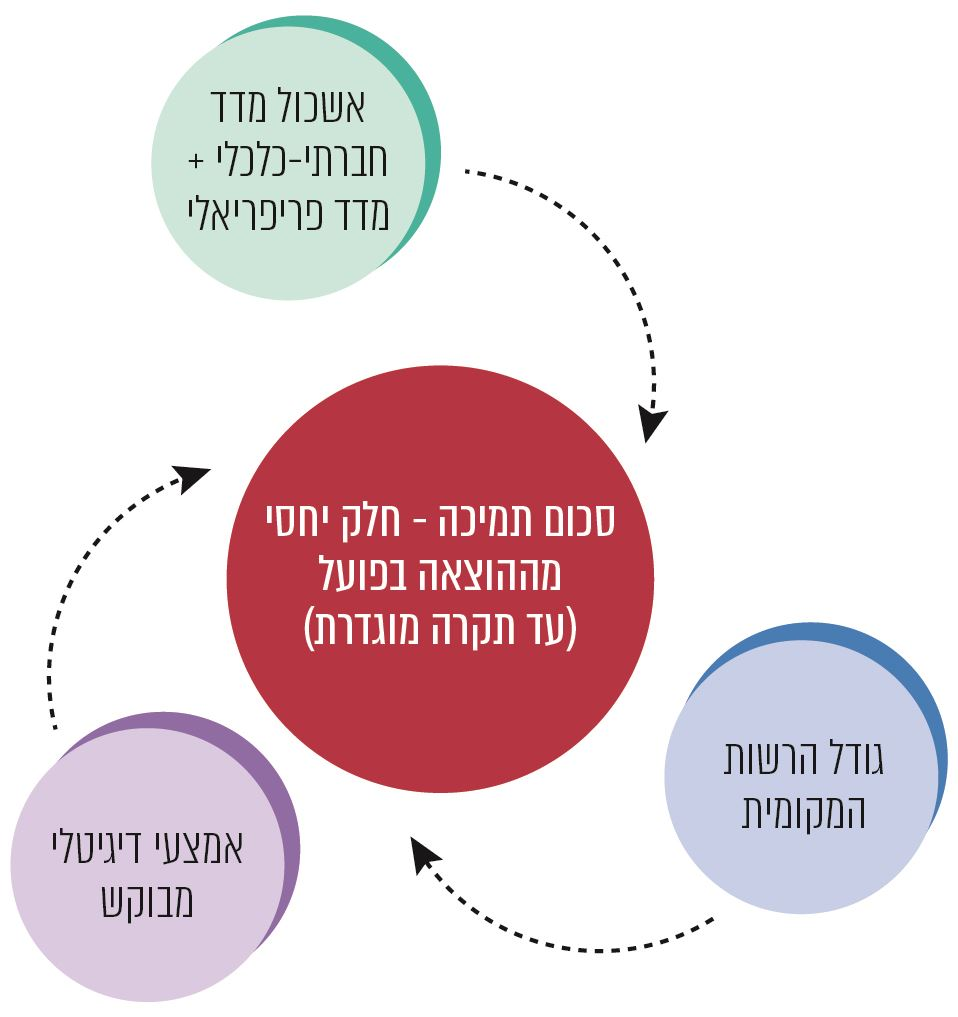 אשכול מדד
חברתי-כלכלי +
מדד פריפריאלי
סכום תמיכה - חלק יחסי
מההוצאה בפועל
(עד תקרה מוגדרת)
גודל הרשות
המקומית
אמצעי דיגיטלי
מבוקש